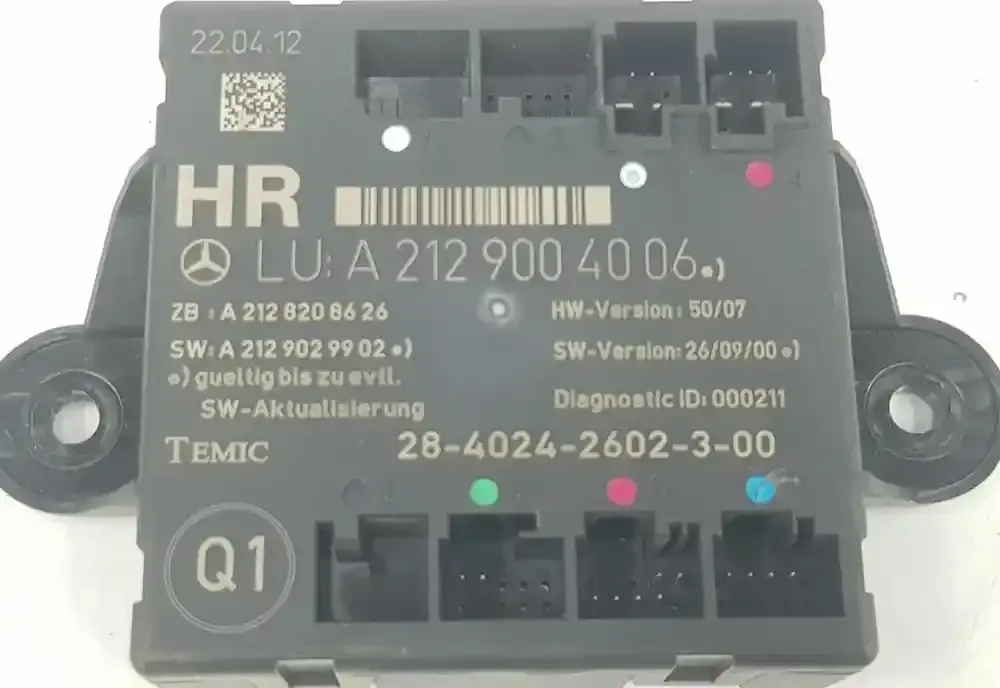 22.04.12
HR
LU: A 212 900 40 06 •)
ZB : A 212 820 86 26
HW-Version: 50/07
SW: A 212 902 99 02 •)
SW-Version: 26/09/00 •)
•) gueltig bis zu evtl.
SW-Aktualisierung
Diagnostic ID: 000211
TEMIC
28-4024-2602-3-00
Q1